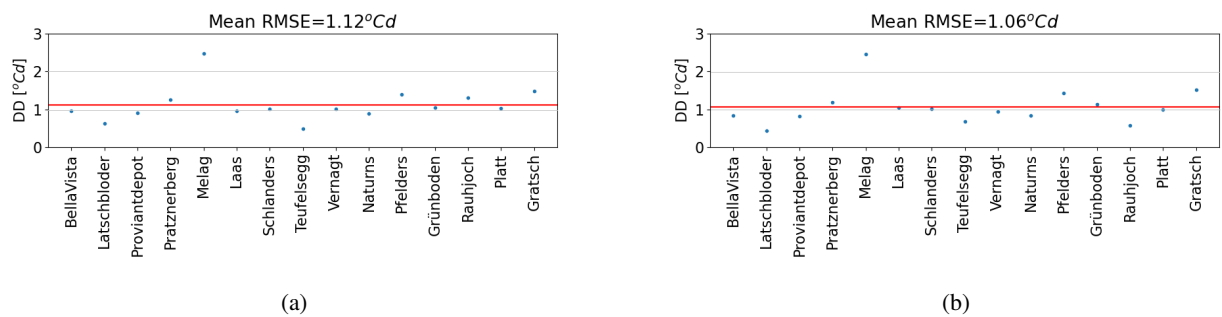 Mean RMSE=1.12°Cd
DD [°Cd]
3
2
1
0
BellaVista
Latschbloder
Proviantdepot
Pratznerberg
Melag
Laas
Schlanders
Teufelsegg
Vernagt
Naturns
Pfelders
Grünboden
Rauhjoch
Platt
Gratsch
(a)
Mean RMSE=1.06°Cd
DD [°Cd]
3
2
1
0
BellaVista
Latschbloder
Proviantdepot
Pratznerberg
Melag
Laas
Schlanders
Teufelsegg
Vernagt
Naturns
Pfelders
Grünboden
Rauhjoch
Platt
Gratsch
(b)